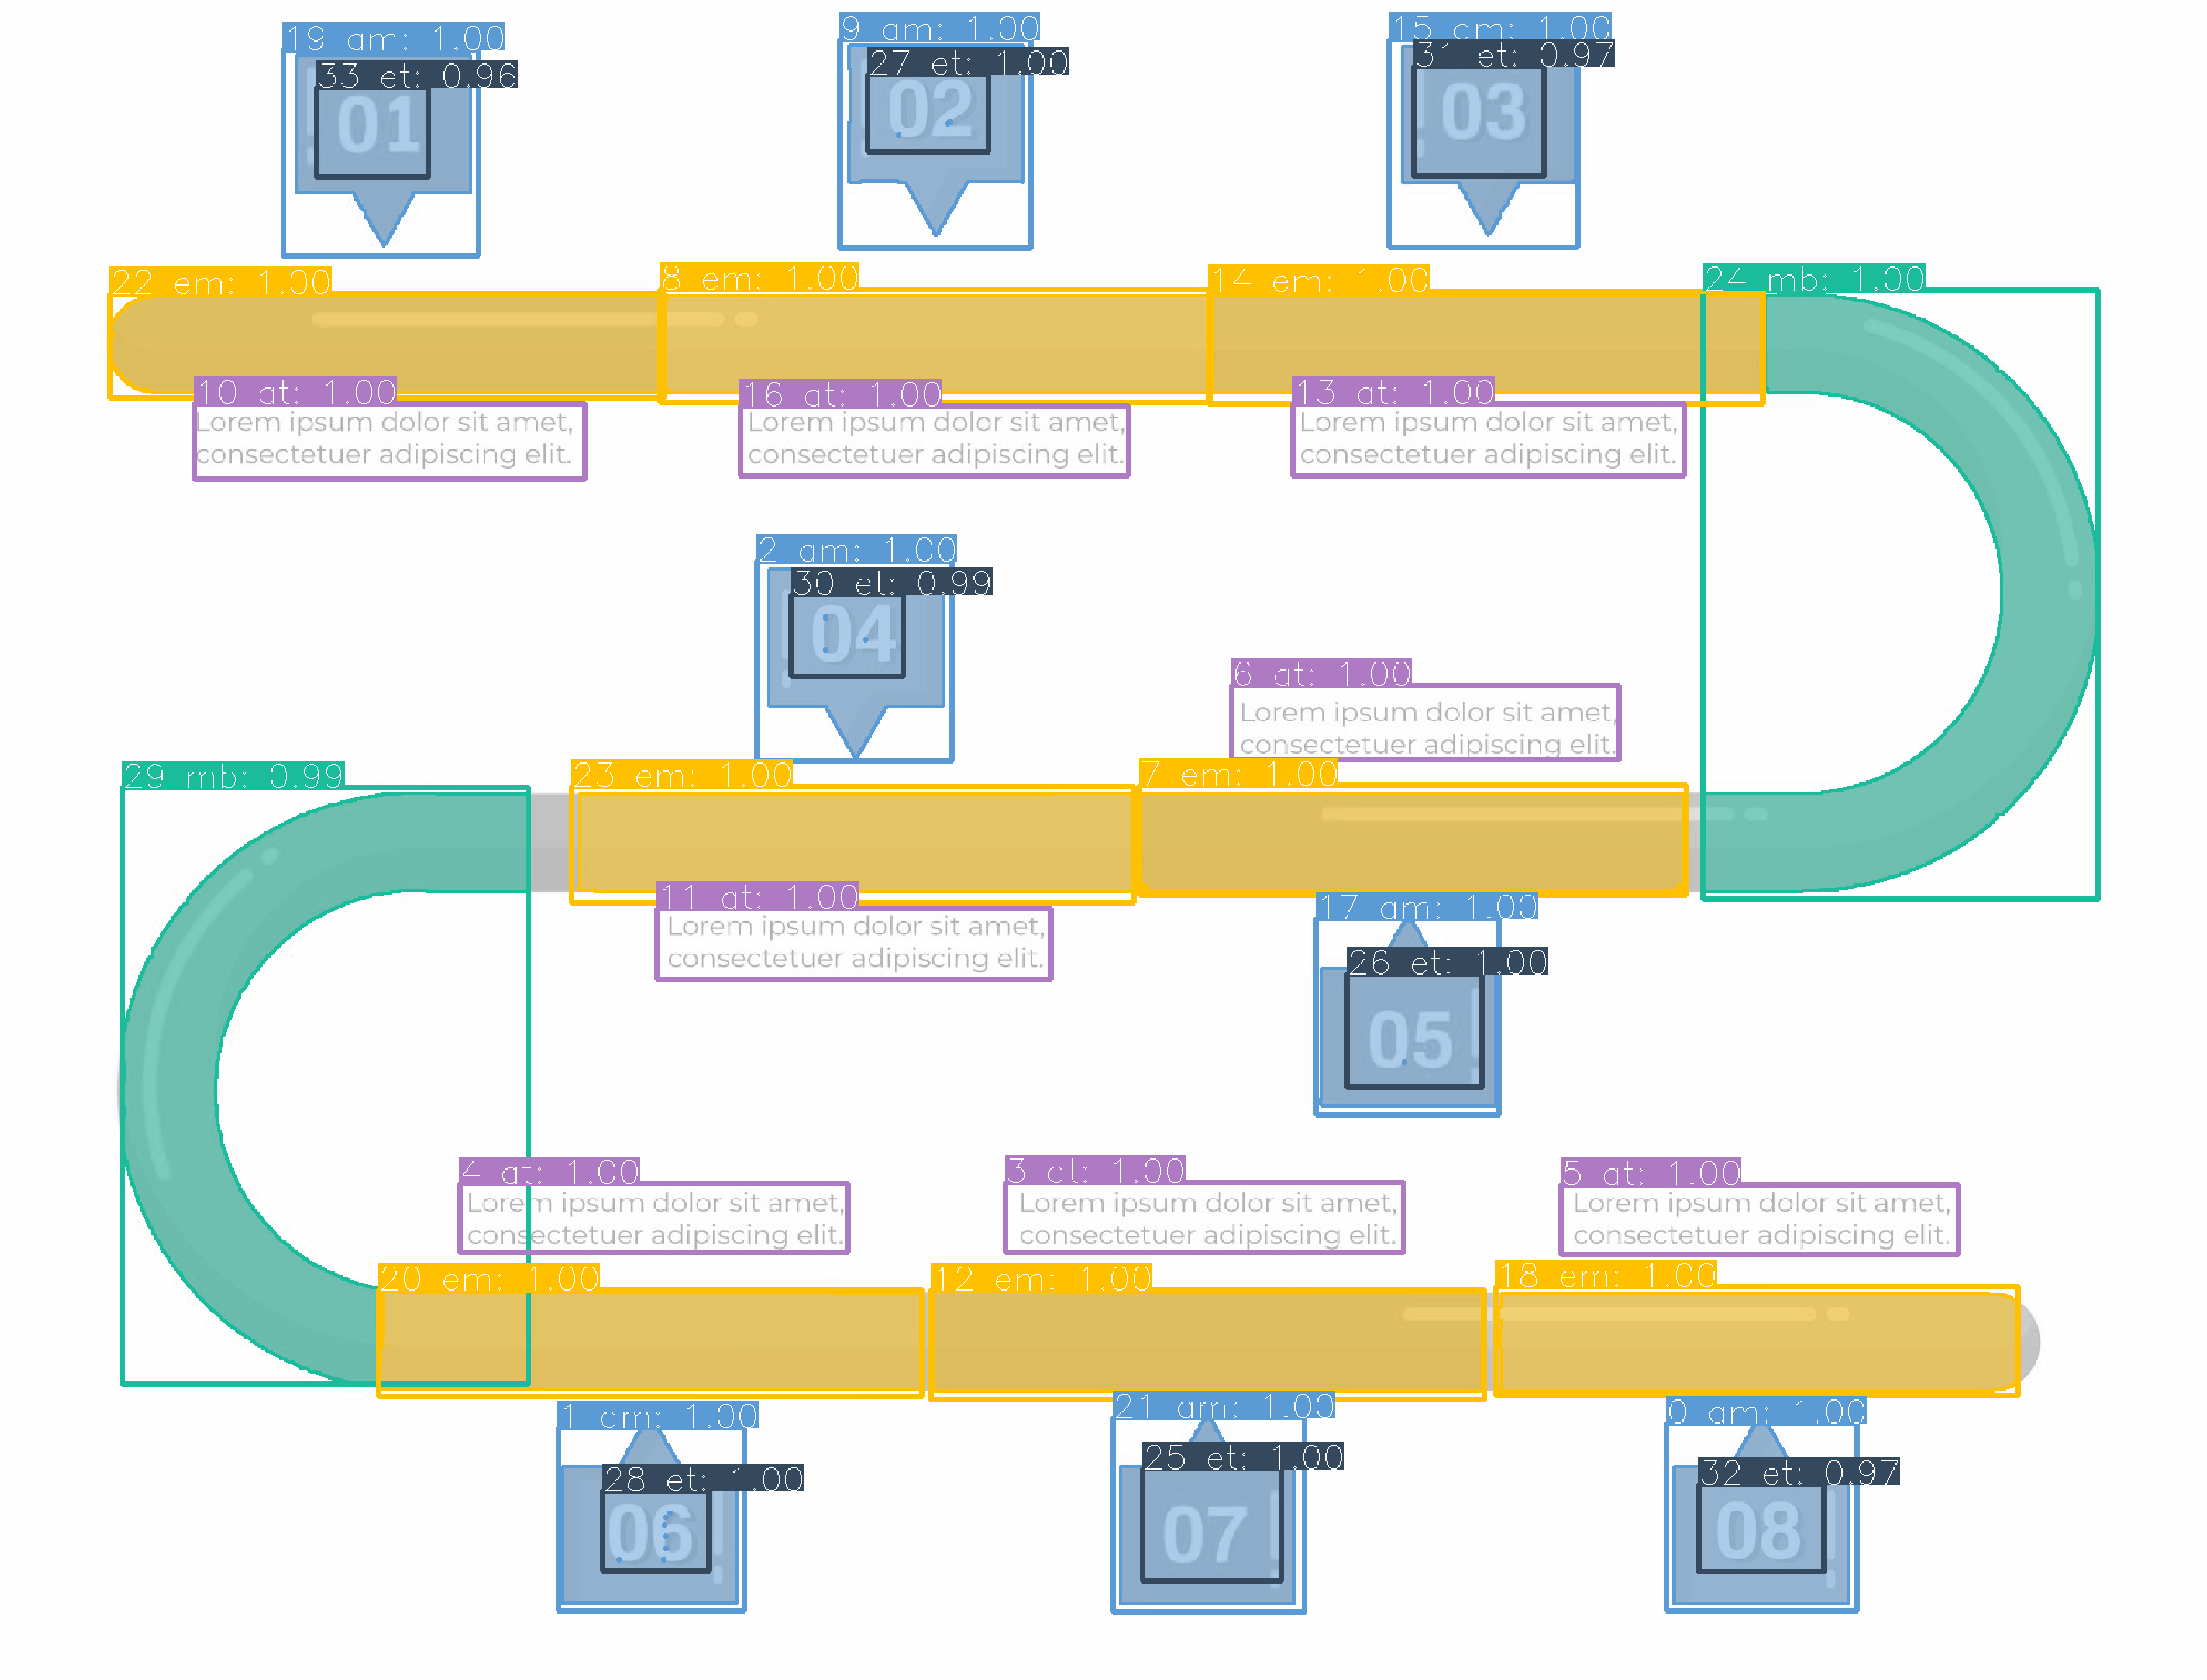 19 am: 1.00
33 et: 0.96
01
9 am: 1.00
27 et: 1.00
02
15 am: 1.00
31 et: 0.97
03
22 em: 1.00
8 em: 1.00
14 em: 1.00
24 mb: 1.00
10 at: 1.00
Lorem ipsum dolor sit amet,
consectetuer adipiscing elit.
16 at: 1.00
Lorem ipsum dolor sit amet,
consectetuer adipiscing elit.
13 at: 1.00
Lorem ipsum dolor sit amet,
consectetuer adipiscing elit.
2 am: 1.00
30 et: 0.99
04
6 at: 1.00
Lorem ipsum dolor sit amet,
consectetuer adipiscing elit.
29 mb: 0.99
23 em: 1.00
7 em: 1.00
11 at: 1.00
Lorem ipsum dolor sit amet,
consectetuer adipiscing elit.
17 am: 1.00
26 et: 1.00
05
4 at: 1.00
Lorem ipsum dolor sit amet,
consectetuer adipiscing elit.
3 at: 1.00
Lorem ipsum dolor sit amet,
consectetuer adipiscing elit.
5 at: 1.00
Lorem ipsum dolor sit amet,
consectetuer adipiscing elit.
20 em: 1.00
12 em: 1.00
18 em: 1.00
1 am: 1.00
28 et: 1.00
06
21 am: 1.00
25 et: 1.00
07
0 am: 1.00
32 et: 0.97
08